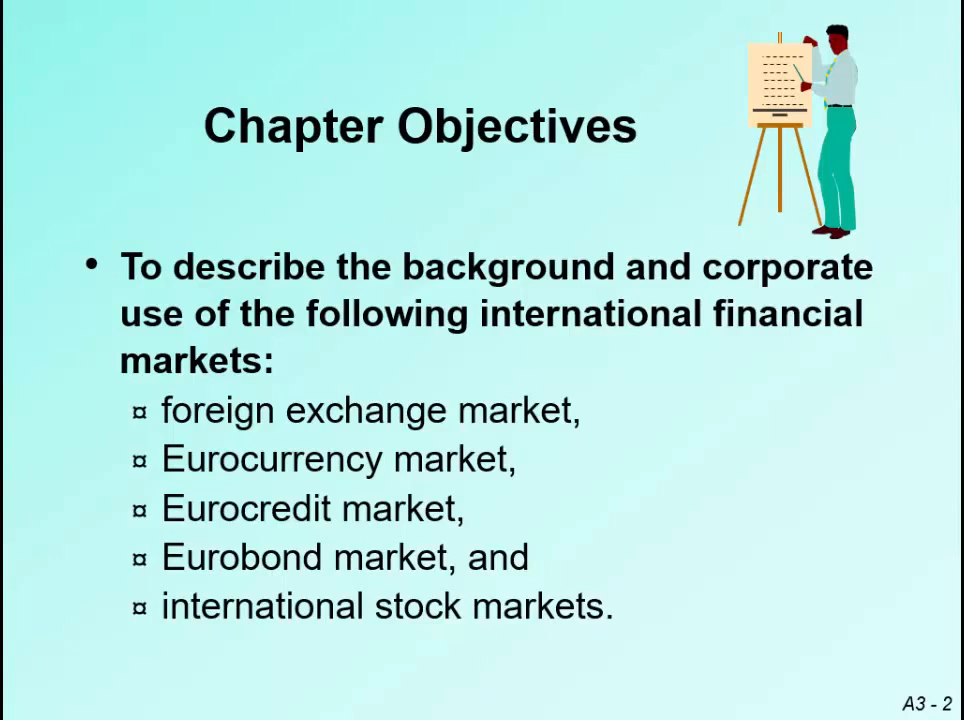 Chapter Objectives
• To describe the background and corporate
use of the following international financial
markets:
¤ foreign exchange market,
¤ Eurocurrency market,
¤ Eurocredit market,
¤ Eurobond market, and
¤ international stock markets.
A3 - 2